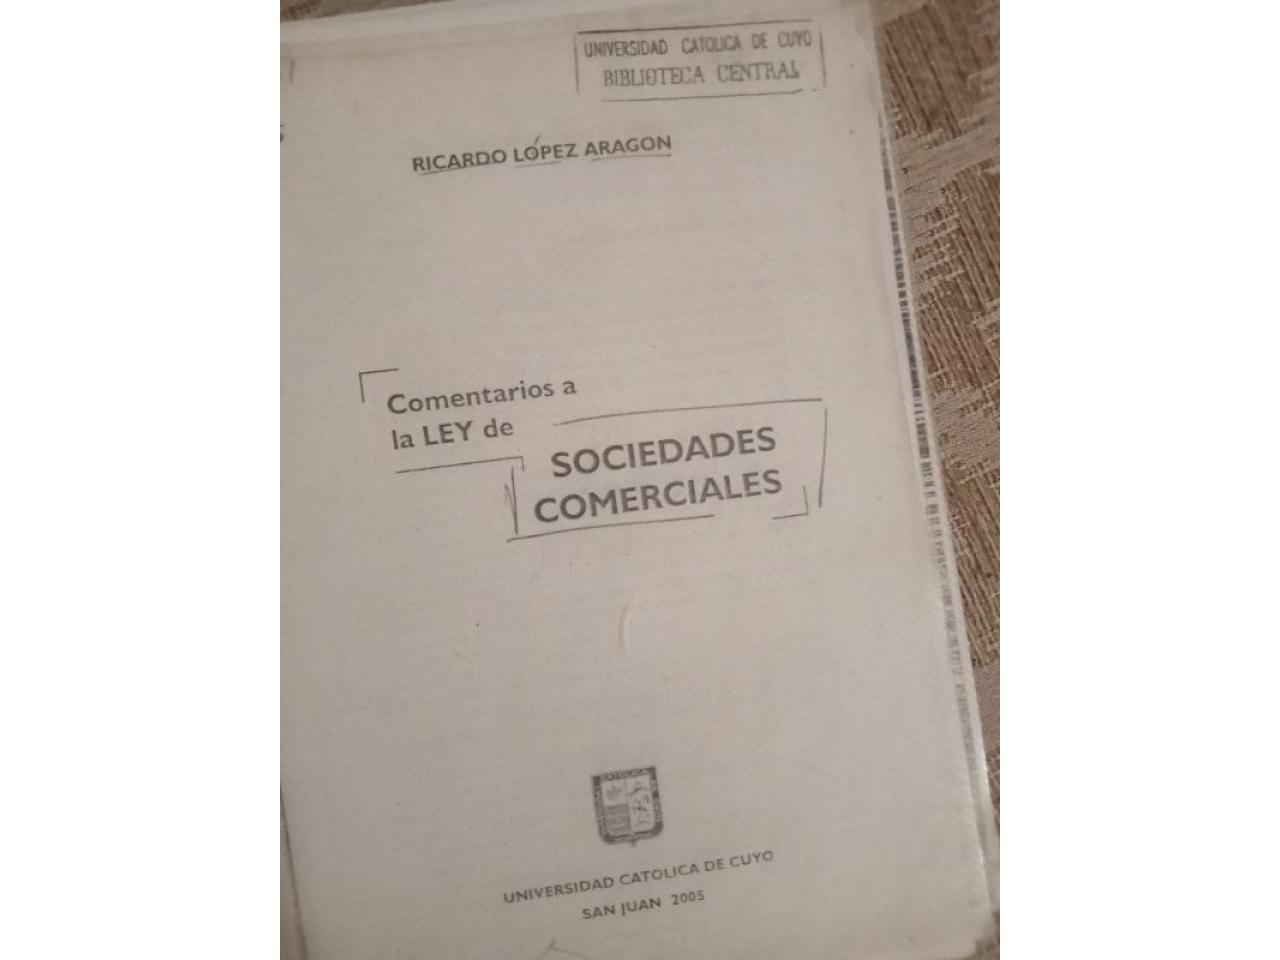 UNIVERSIDAD CATOLICA DE CUYO
BIBLIOTECA CENTRAL
RICARDO LÓPEZ ARAGON
Comentarios a
la LEY de
SOCIEDADES
COMERCIALES
CATOLICA
UNIVERSIDAD CATOLICA DE CUYO
SAN JUAN 2005